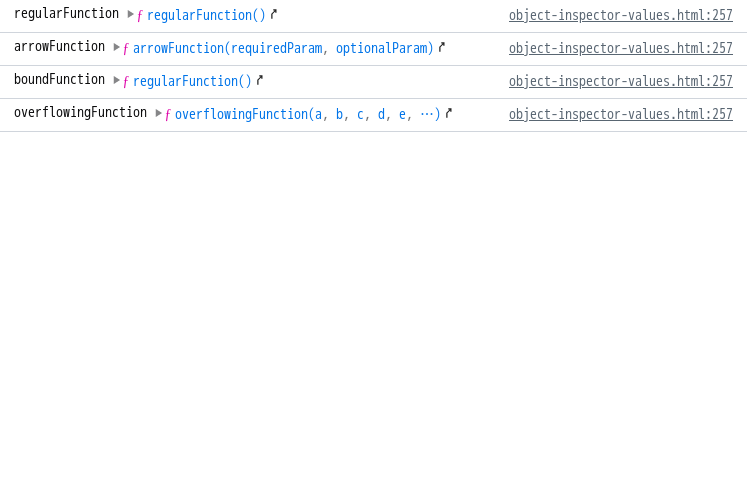 regularFunction ▶ƒ regularFunction() object-inspector-values.html:257
arrowFunction ▶ƒ arrowFunction(requiredParam, optionalParam) object-inspector-values.html:257
boundFunction ▶ƒ regularFunction() object-inspector-values.html:257
overflowingFunction ▶ƒ overflowingFunction(a, b, c, d, e, …) object-inspector-values.html:257